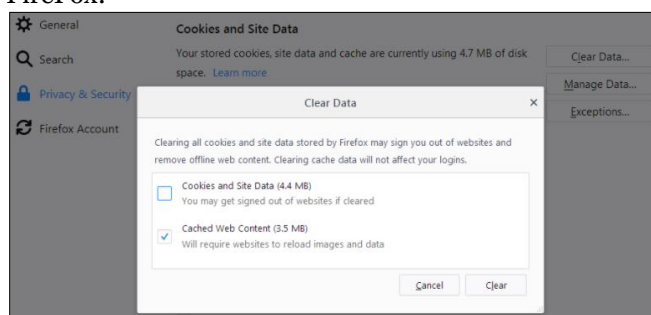 FireFox:
General
Search
Privacy & Security
Firefox Account
Cookies and Site Data
Your stored cookies, site data and cache are currently using 4.7 MB of disk
space. Learn more
Clear Data...
Manage Data...
Exceptions...
Clear Data
×
Clearing all cookies and site data stored by Firefox may sign you out of websites and
remove offline web content. Clearing cache data will not affect your logins.
Cookies and Site Data (4.4 MB)
You may get signed out of websites if cleared
Cached Web Content (3.5 MB)
Will require websites to reload images and data
Cancel
Clear